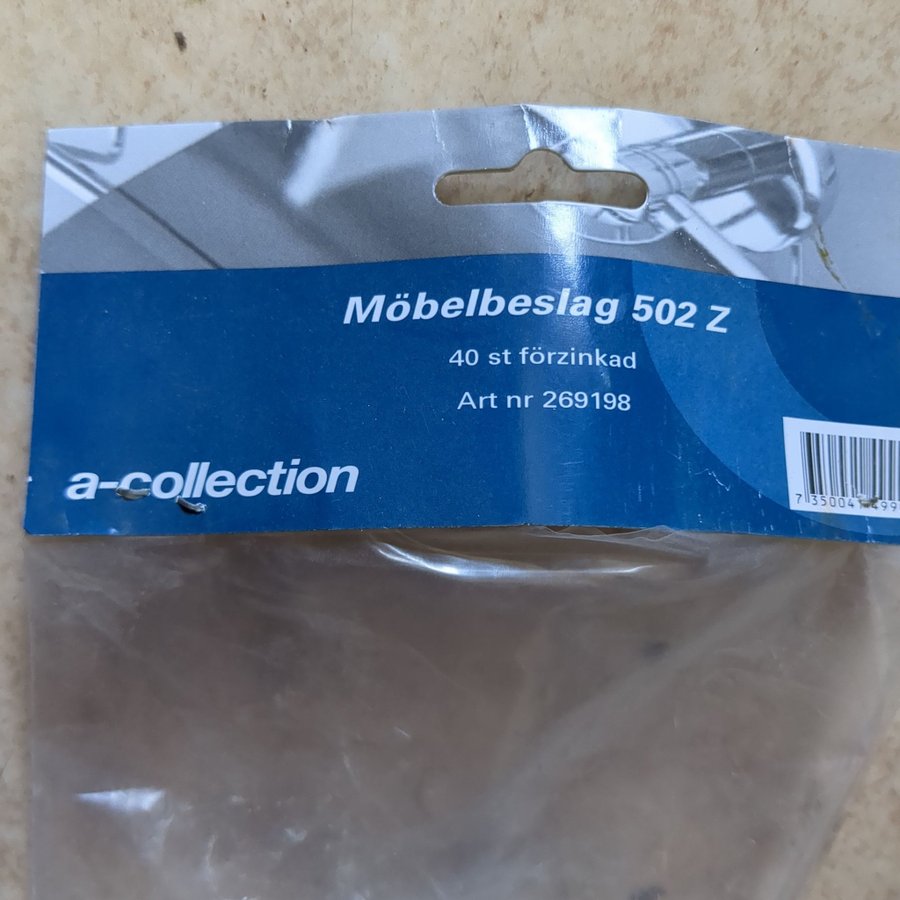 Möbelbeslag 502 Z
40 st förzinkad
Art nr 269198
a-collection